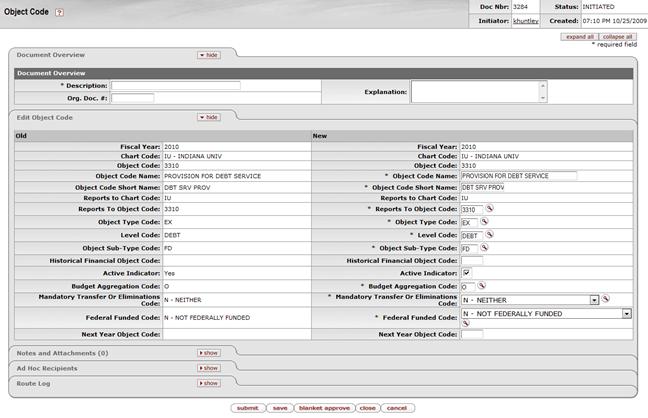 Object Code ?
Doc Nbr: 3284 Status: INITIATED
Initiator: khuntley Created: 07:10 PM 10/25/2009
expand all collapse all
* required field
Document Overview hide
Document Overview
* Description: Explanation:
Org. Doc. #:
Edit Object Code hide
Old New
Fiscal Year: 2010 Fiscal Year: 2010
Chart Code: IU - INDIANA UNIV Chart Code: IU - INDIANA UNIV
Object Code: 3310 Object Code: 3310
Object Code Name: PROVISION FOR DEBT SERVICE * Object Code Name: PROVISION FOR DEBT SERVICE
Object Code Short Name: DBT SRV PROV * Object Code Short Name: DBT SRV PROV
Reports to Chart Code: IU Reports to Chart Code: IU
Reports To Object Code: 3310 * Reports To Object Code: 3310
Object Type Code: EX * Object Type Code: EX
Level Code: DEBT * Level Code: DEBT
Object Sub-Type Code: FD * Object Sub-Type Code: FD
Historical Financial Object Code: Historical Financial Object Code:
Active Indicator: Yes Active Indicator:
Budget Aggregation Code: O * Budget Aggregation Code: O
Mandatory Transfer Or Eliminations Code: N - NEITHER * Mandatory Transfer Or Eliminations Code: N - NEITHER
Federal Funded Code: N - NOT FEDERALLY FUNDED * Federal Funded Code: N - NOT FEDERALLY FUNDED
Next Year Object Code: Next Year Object Code:
Notes and Attachments (0) show
Ad Hoc Recipients show
Route Log show
submit save blanket approve close cancel